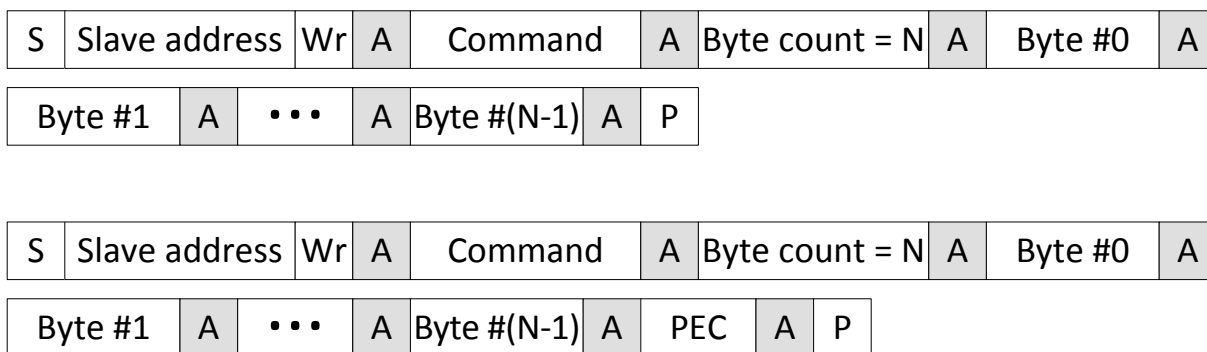 S Slave address Wr A Command A Byte count = N A Byte #0 A
Byte #1 A ••• A Byte #(N-1) A P
S Slave address Wr A Command A Byte count = N A Byte #0 A
Byte #1 A ••• A Byte #(N-1) A PEC A P